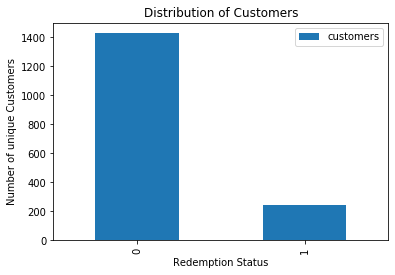 Distribution of Customers
customers
Number of unique Customers
1400
1200
1000
800
600
400
200
0
0
1
Redemption Status